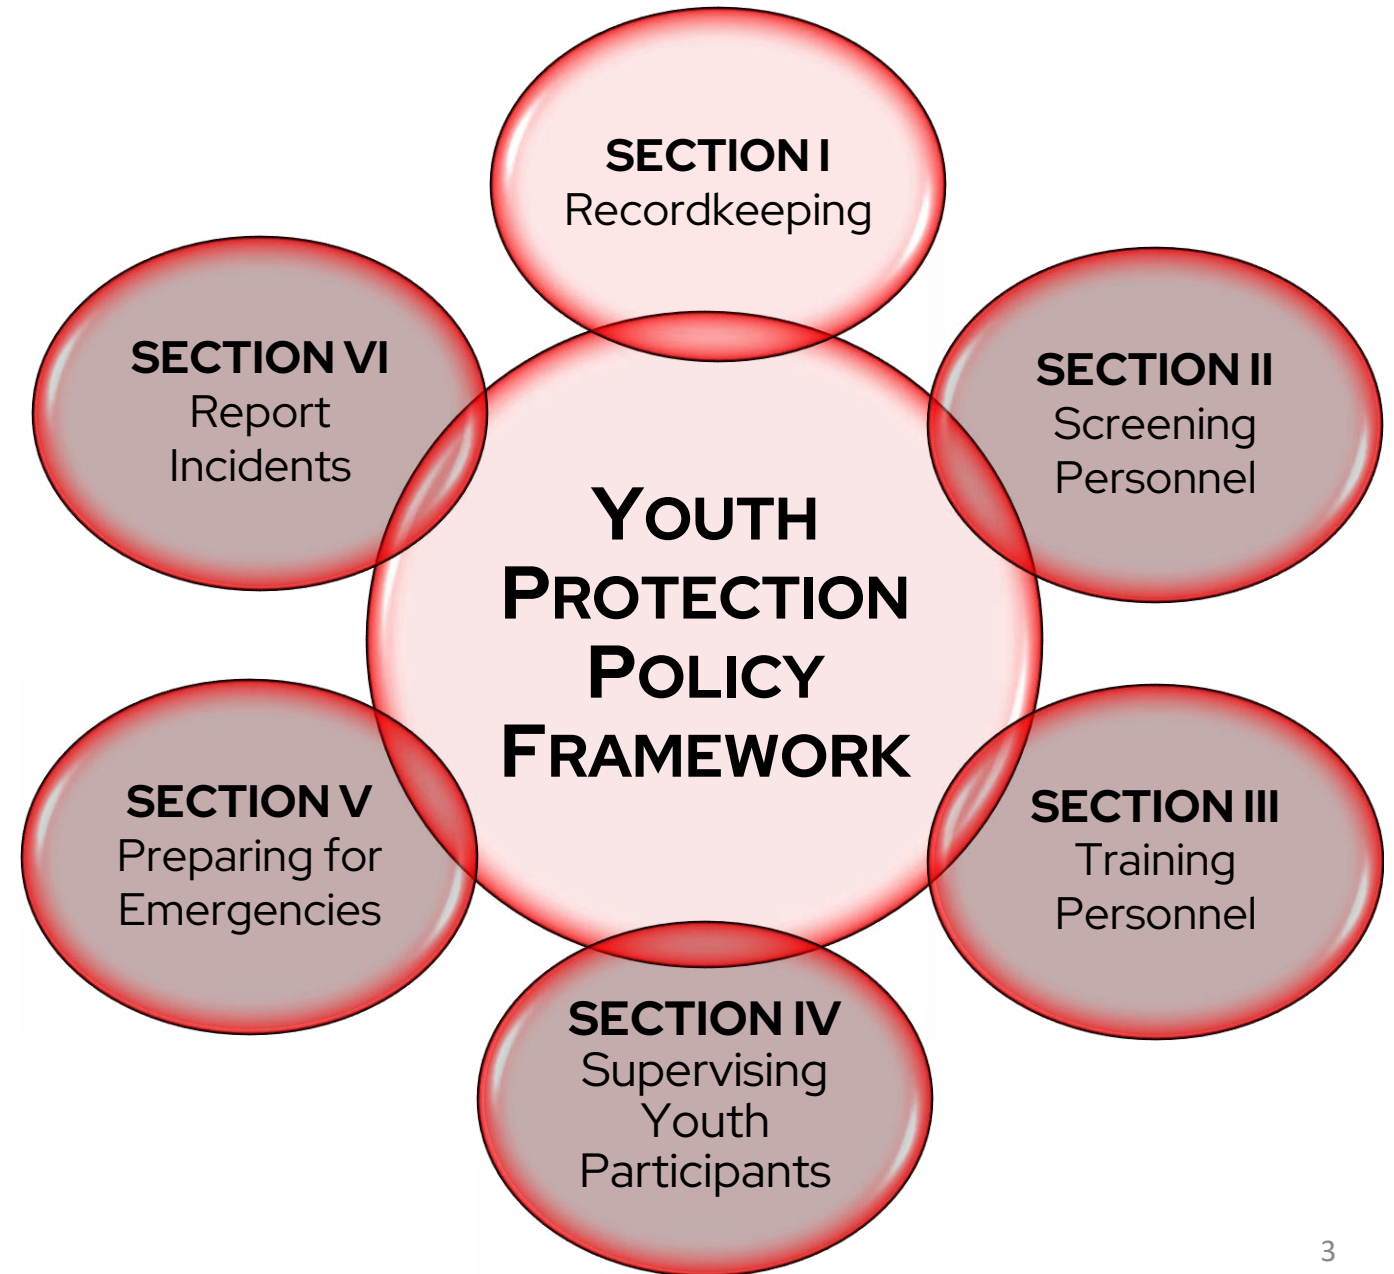 SECTION I
Recordkeeping
SECTION II
Screening
Personnel
SECTION III
Training
Personnel
SECTION IV
Supervising
Youth
Participants
SECTION V
Preparing for
Emergencies
SECTION VI
Report
Incidents
YOUTH
PROTECTION
POLICY
FRAMEWORK
3